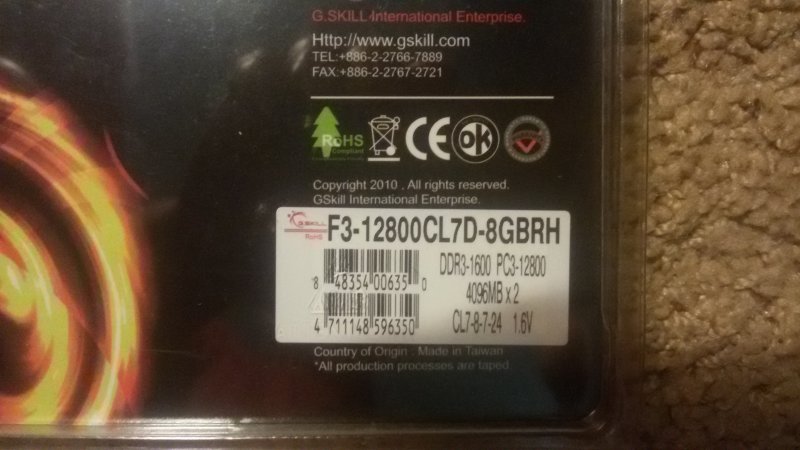 G.SKILL International Enterprise.
Http://www.gskill.com
TEL:+886-2-2766-7889
FAX:+886-2-2767-2721
RoHS
Compliant
CE
OK
Copyright 2010 . All rights reserved.
GSkill International Enterprise.
G.SKILL
RoHS
F3-12800CL7D-8GBRH
DDR3-1600 PC3-12800
8 48354 00635 0
4096MB x 2
4 711148 596350
CL7-8-7-24 1.6V
Country of Origin : Made in Taiwan
*All production processes are taped.